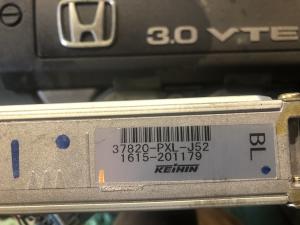 3.0 VTE
37820-PXL-J52
1615-201179
KEIHIN
BL